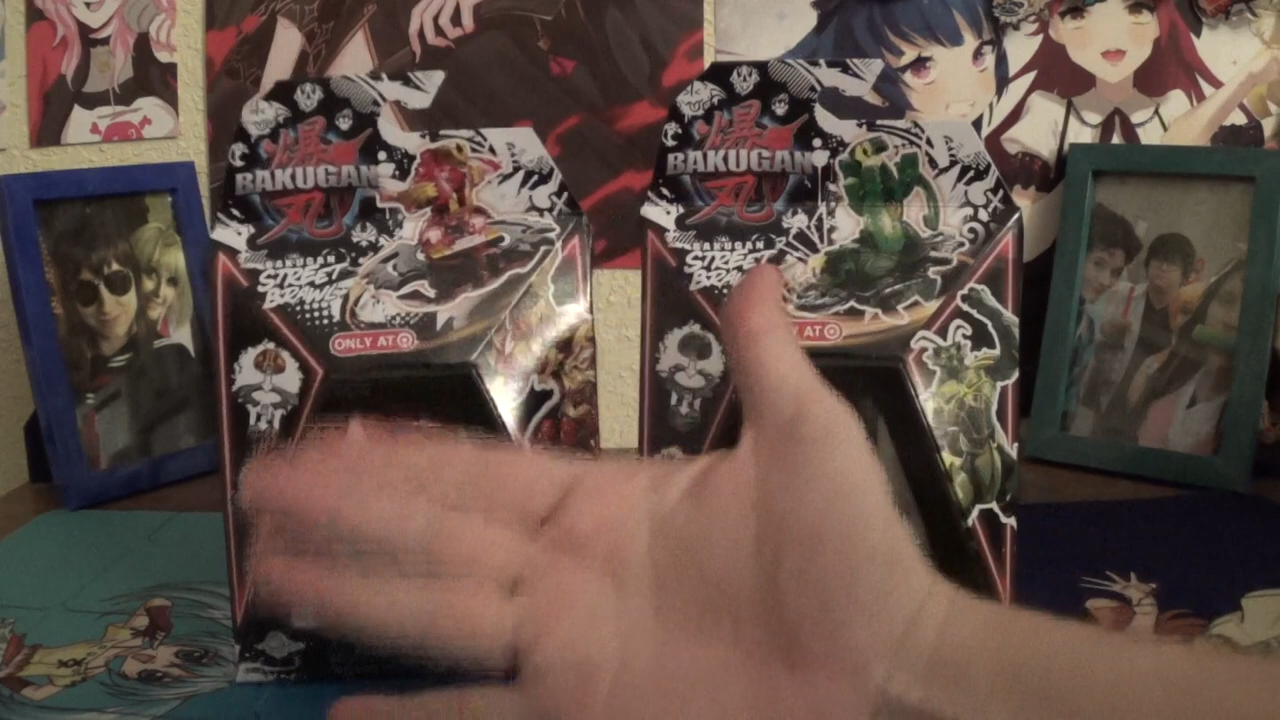 爆
BAKUGAN
丸
BAKUGAN
STREET
BRAWL
ONLY AT
爆
BAKUGAN
丸
BAKUGAN
STREET
BRAWL
AT